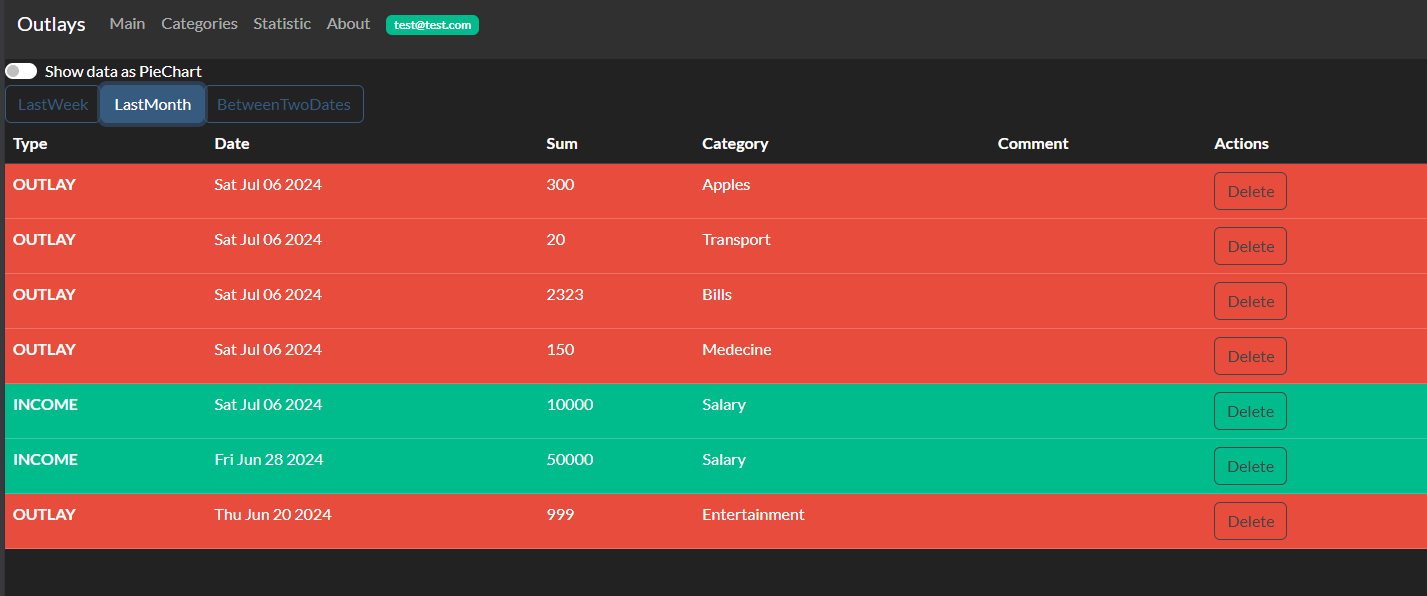 Outlays Main Categories Statistic About test@test.com
Show data as PieChart
LastWeek LastMonth BetweenTwoDates
Type Date Sum Category Comment Actions
OUTLAY Sat Jul 06 2024 300 Apples Delete
OUTLAY Sat Jul 06 2024 20 Transport Delete
OUTLAY Sat Jul 06 2024 2323 Bills Delete
OUTLAY Sat Jul 06 2024 150 Medecine Delete
INCOME Sat Jul 06 2024 10000 Salary Delete
INCOME Fri Jun 28 2024 50000 Salary Delete
OUTLAY Thu Jun 20 2024 999 Entertainment Delete